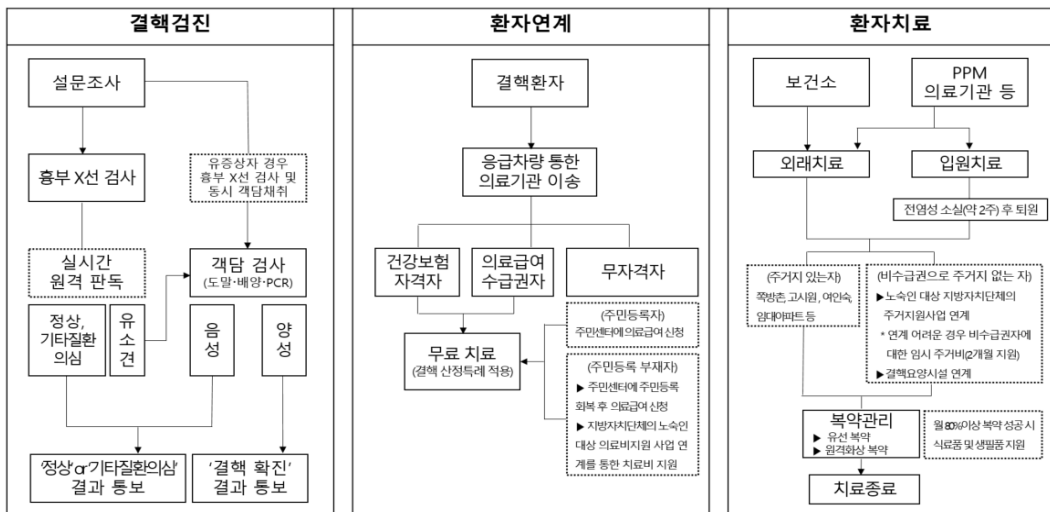 결핵검진
설문조사
흉부 X선 검사
유증상자 경우
흉부 X선 검사 및
동시 객담채취
실시간
원격 판독
객담 검사
(도말·배양·PCR)
정상,
기타질환
의심
유
소
견
음
성
양
성
'정상' or '기타질환의심'
결과 통보
'결핵 확진'
결과 통보
환자연계
결핵환자
응급차량 통한
의료기관 이송
건강보험
자격자
의료급여
수급권자
무자격자
무료 치료
(결핵 산정특례 적용)
(주민등록자)
주민센터에 의료급여 신청
(주민등록 부재자)
▶ 주민센터에 주민등록
회복 후 의료급여 신청
▶ 지방자치단체의 노숙인
대상 의료비지원 사업 연
계를 통한 치료비 지원
환자치료
보건소
PPM
의료기관 등
외래치료
입원치료
전염성 소실(약 2주) 후 퇴원
(주거지 있는자)
쪽방촌, 고시원, 여인숙,
임대아파트 등
(비수급권으로 주거지 없는 자)
▶노숙인 대상 지방자치단체의
주거지원사업 연계
* 연계 어려운 경우 비수급권자에
대한 임시 주거비(2개월 지원)
▶결핵요양시설 연계
복약관리
▶ 유선 복약
▶ 원격화상 복약
월 80%이상 복약 성공 시
식료품 및 생필품 지원
치료종료